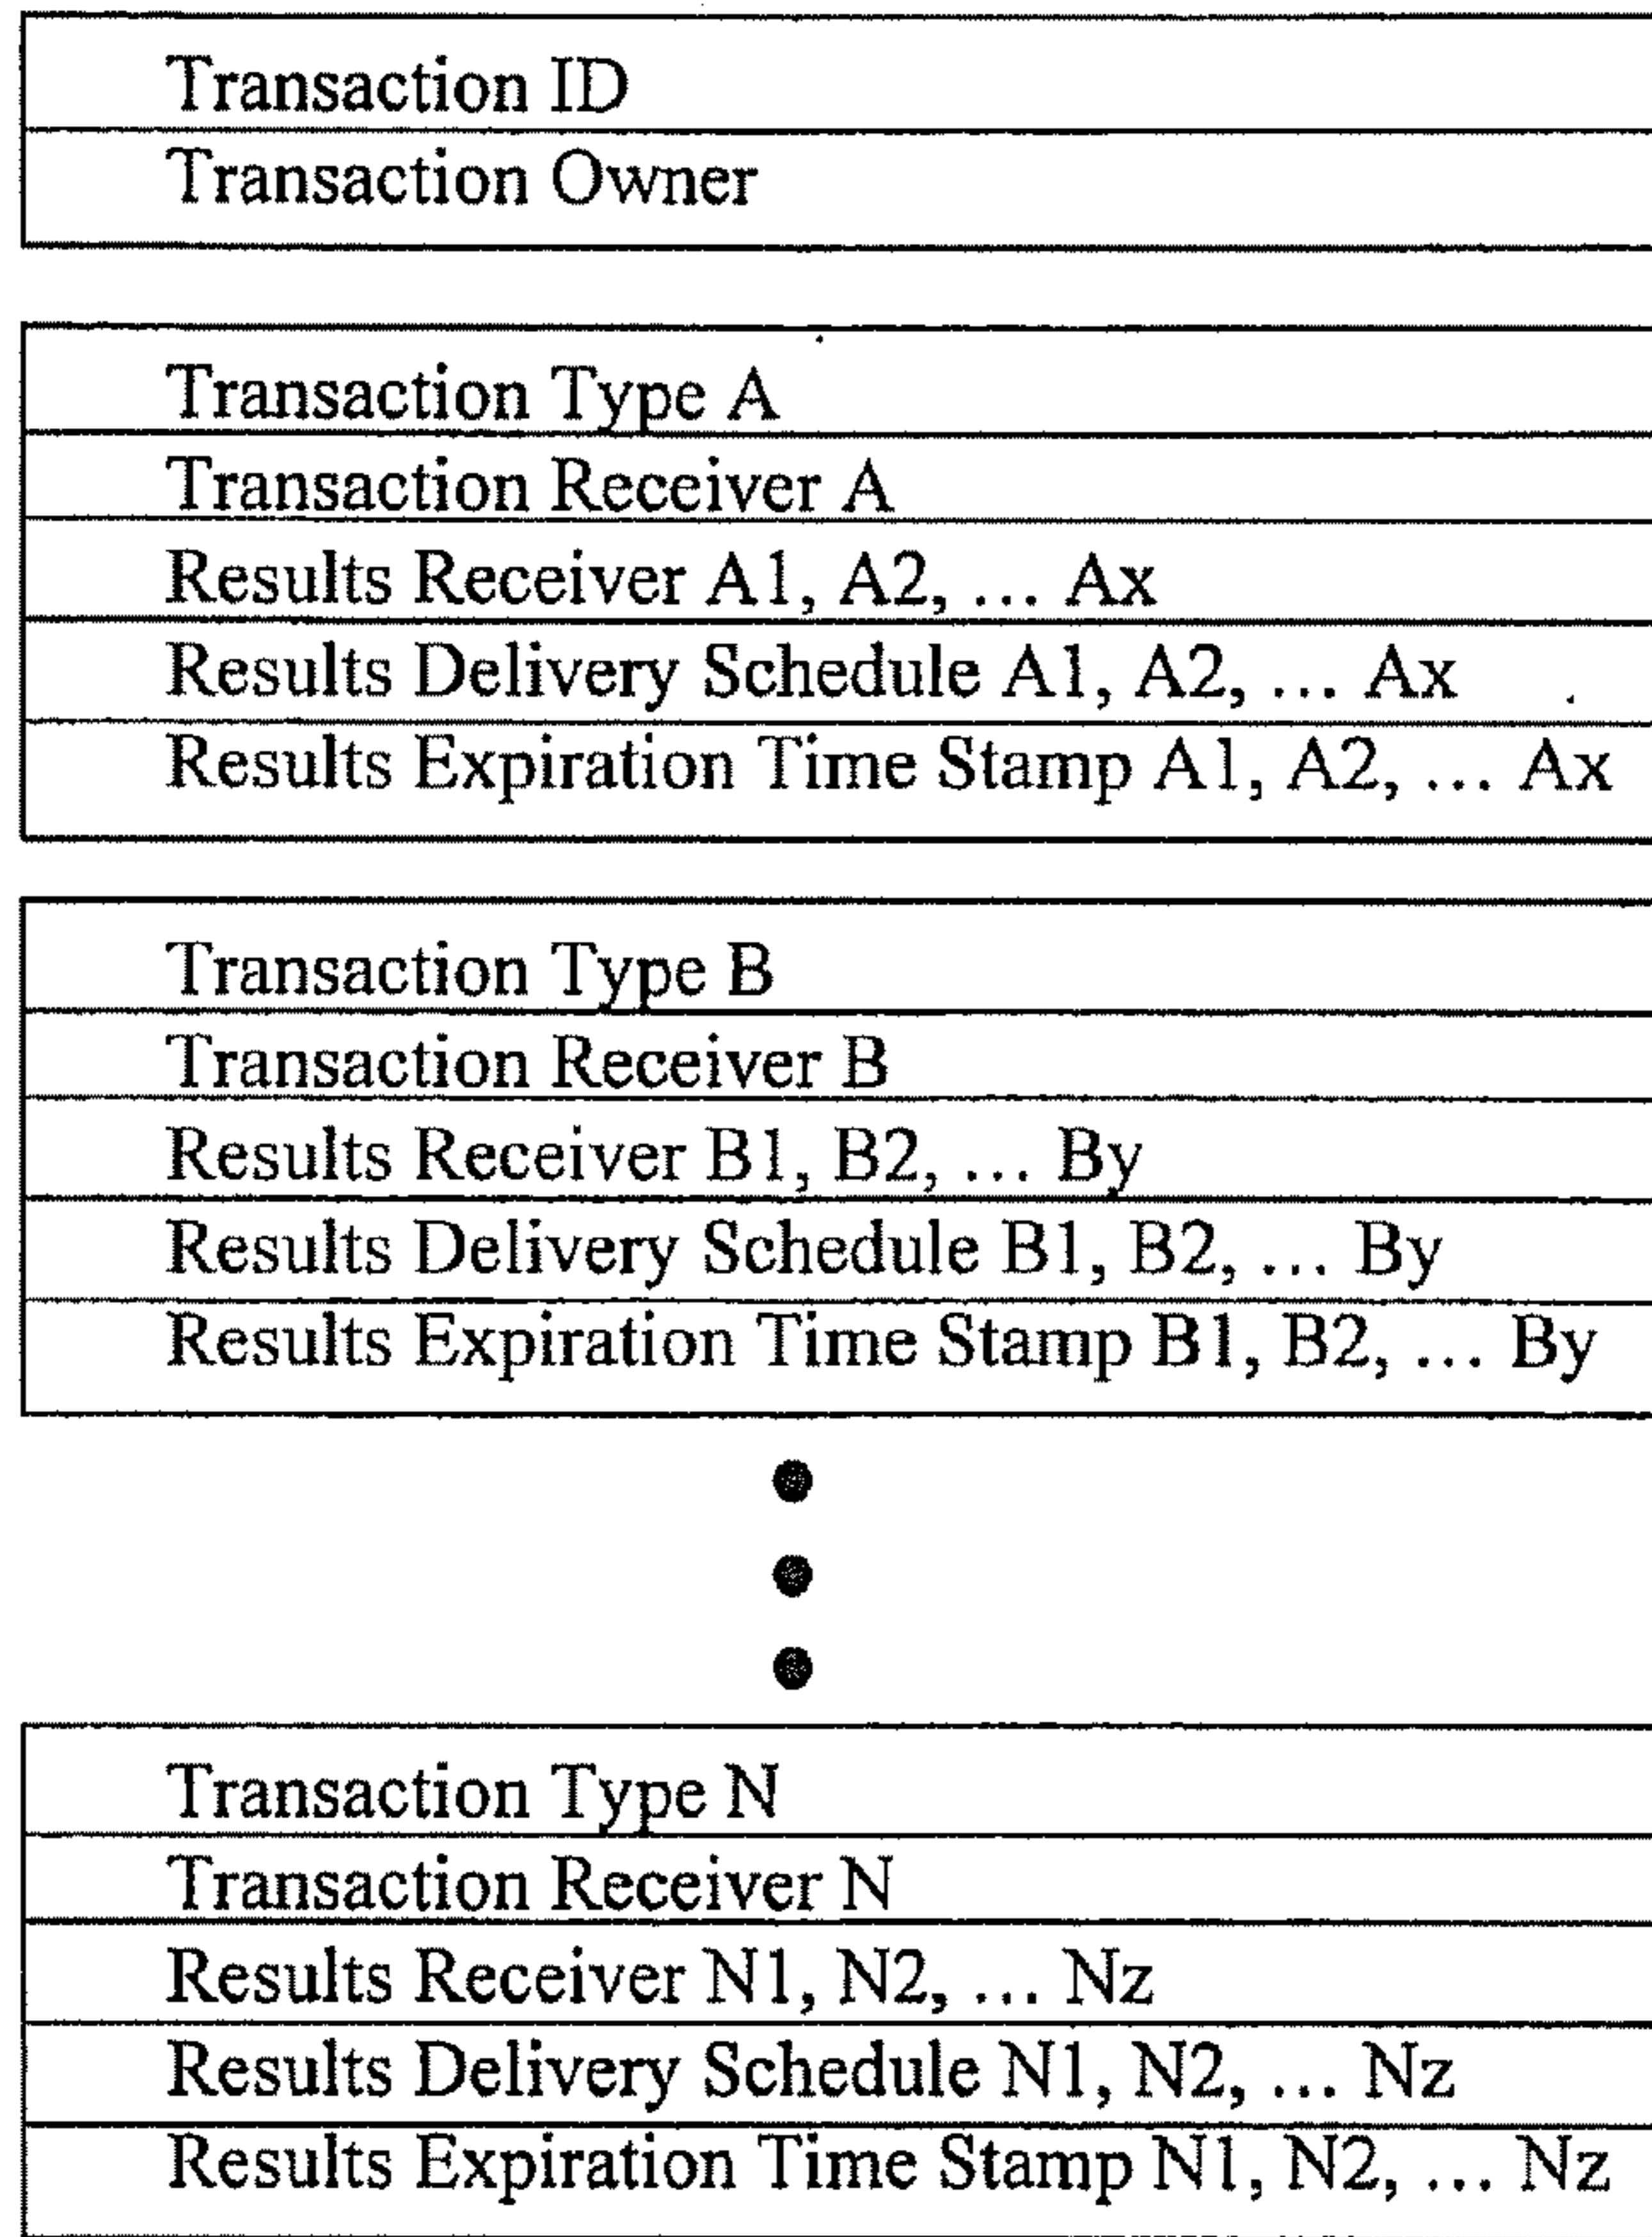 Transaction ID
Transaction Owner
Transaction Type A
Transaction Receiver A
Results Receiver A1, A2, ... Ax
Results Delivery Schedule A1, A2, ... Ax
Results Expiration Time Stamp A1, A2, ... Ax
Transaction Type B
Transaction Receiver B
Results Receiver B1, B2, ... By
Results Delivery Schedule B1, B2, ... By
Results Expiration Time Stamp B1, B2, ... By
Transaction Type N
Transaction Receiver N
Results Receiver N1, N2, ... Nz
Results Delivery Schedule N1, N2, ... Nz
Results Expiration Time Stamp N1, N2, ... Nz